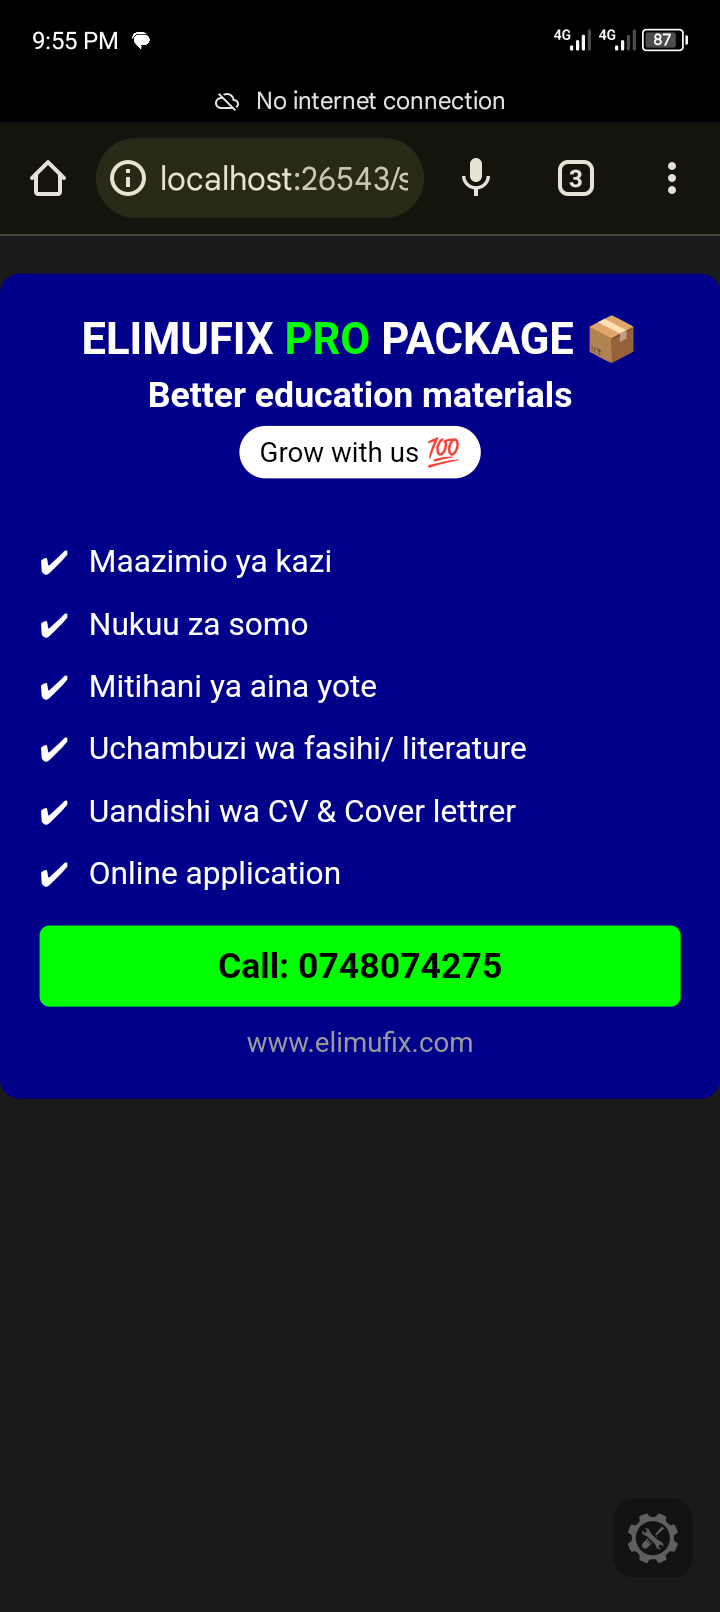 9:55 PM 4G 4G 87
No internet connection
localhost:26543/s 3
ELIMUFIX PRO PACKAGE 📦
Better education materials
Grow with us 💯
✔ Maazimio ya kazi
✔ Nukuu za somo
✔ Mitihani ya aina yote
✔ Uchambuzi wa fasihi/ literature
✔ Uandishi wa CV & Cover lettrer
✔ Online application
Call: 0748074275
www.elimufix.com